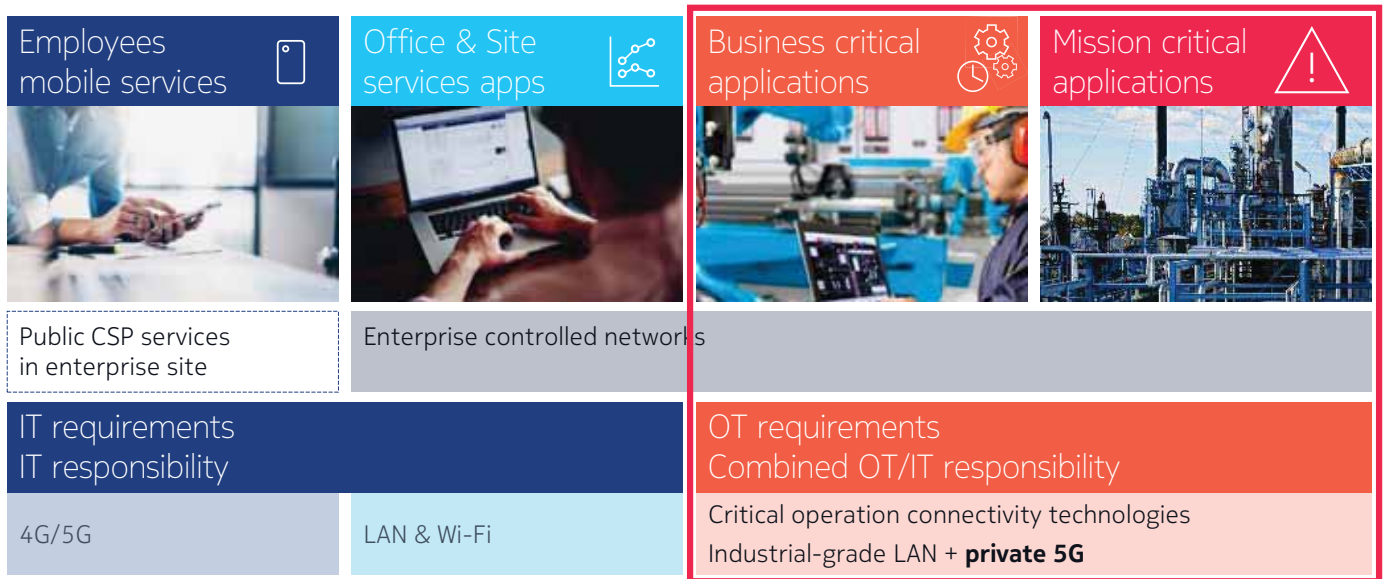 Employees
mobile services
Office & Site
services apps
Business critical
applications
Mission critical
applications
Public CSP services
in enterprise site
Enterprise controlled networks
IT requirements
IT responsibility
OT requirements
Combined OT/IT responsibility
4G/5G
LAN & Wi-Fi
Critical operation connectivity technologies
Industrial-grade LAN + private 5G